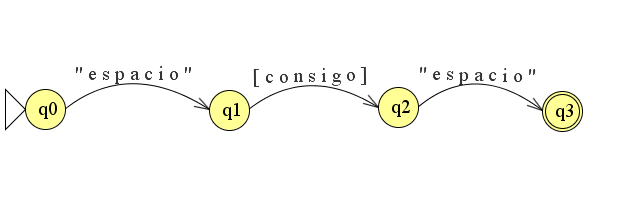 "espacio" [consigo] "espacio"
q0 q1 q2 q3